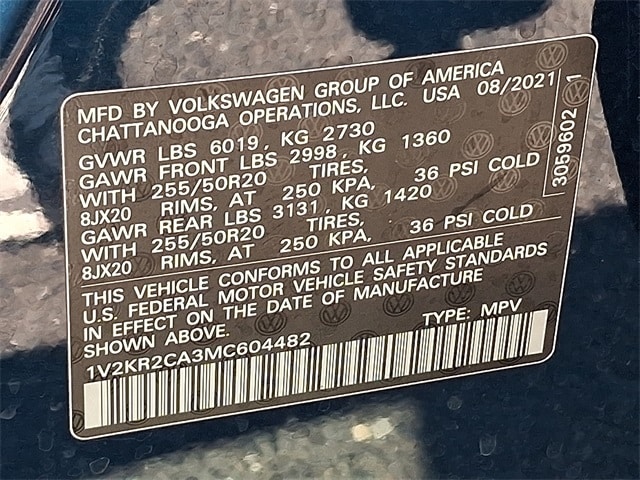 MFD BY VOLKSWAGEN GROUP OF AMERICA
CHATTANOOGA OPERATIONS, LLC. USA 08/2021
GVWR LBS 6019, KG 2730
GAWR FRONT LBS 2998, KG 1360
WITH 255/50R20 TIRES,
8JX20 RIMS, AT 250 KPA, 36 PSI COLD
GAWR REAR LBS 3131, KG 1420
WITH 255/50R20 TIRES,
8JX20 RIMS, AT 250 KPA, 36 PSI COLD
3059602 1
THIS VEHICLE CONFORMS TO ALL APPLICABLE
U.S. FEDERAL MOTOR VEHICLE SAFETY STANDARDS
IN EFFECT ON THE DATE OF MANUFACTURE
SHOWN ABOVE.
1V2KR2CA3MC604482 TYPE: MPV